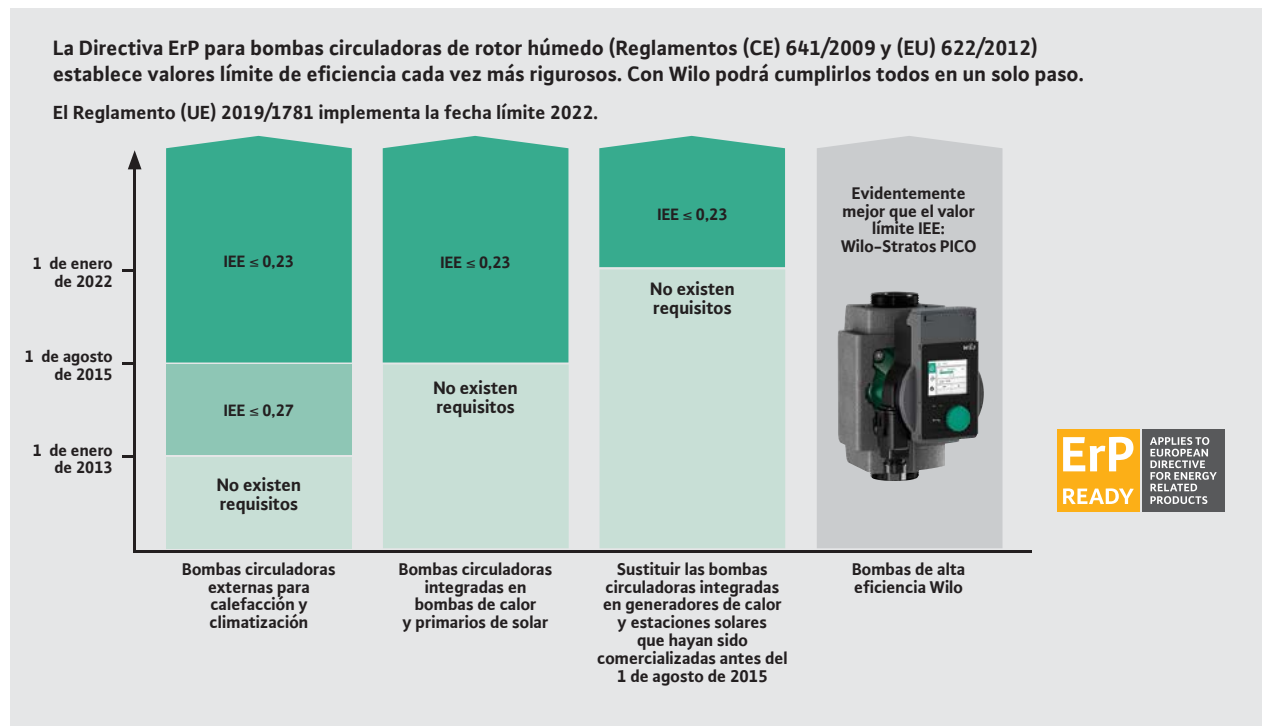 La Directiva ErP para bombas circuladoras de rotor húmedo (Reglamentos (CE) 641/2009 y (EU) 622/2012)
establece valores límite de eficiencia cada vez más rigurosos. Con Wilo podrá cumplirlos todos en un solo paso.
El Reglamento (UE) 2019/1781 implementa la fecha límite 2022.
1 de enero
de 2022
1 de agosto
de 2015
1 de enero
de 2013
IEE ≤ 0,23
IEE ≤ 0,27
No existen
requisitos
IEE ≤ 0,23
No existen
requisitos
IEE ≤ 0,23
No existen
requisitos
Evidentemente
mejor que el valor
límite IEE:
Wilo-Stratos PICO
wilo
Bombas circuladoras
externas para
calefacción y
climatización
Bombas circuladoras
integradas en
bombas de calor
y primarios de solar
Sustituir las bombas
circuladoras integradas
en generadores de calor
y estaciones solares
que hayan sido
comercializadas antes del
1 de agosto de 2015
Bombas de alta
eficiencia Wilo
ErP
READY
APPLIES TO
EUROPEAN
DIRECTIVE
FOR ENERGY
RELATED
PRODUCTS